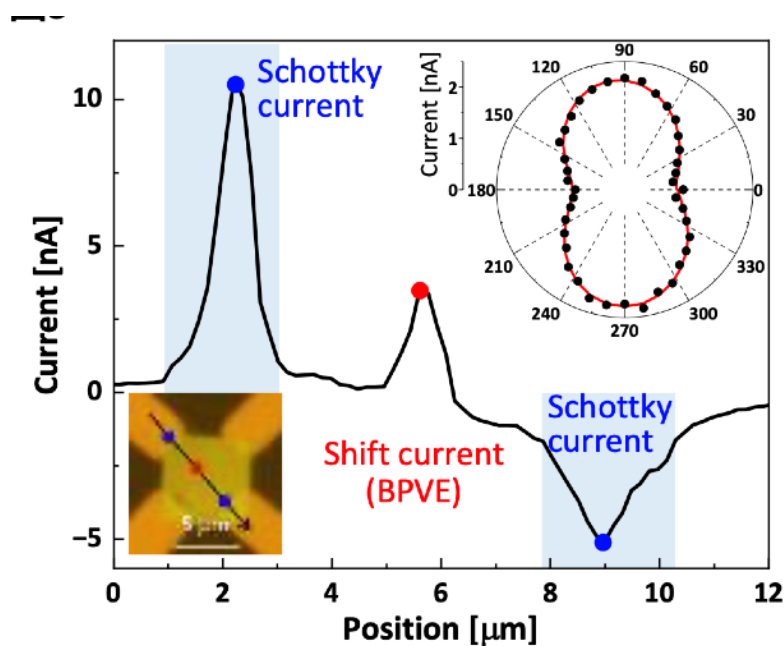 Schottky
current
Shift current
(BPVE)
Schottky
current
Current [nA]
10
5
0
−5
0
2
4
6
8
10
12
Position [μm]
5 μm
Current [nA]
2
1
0
90
60
30
0
330
300
270
240
210
180
150
120